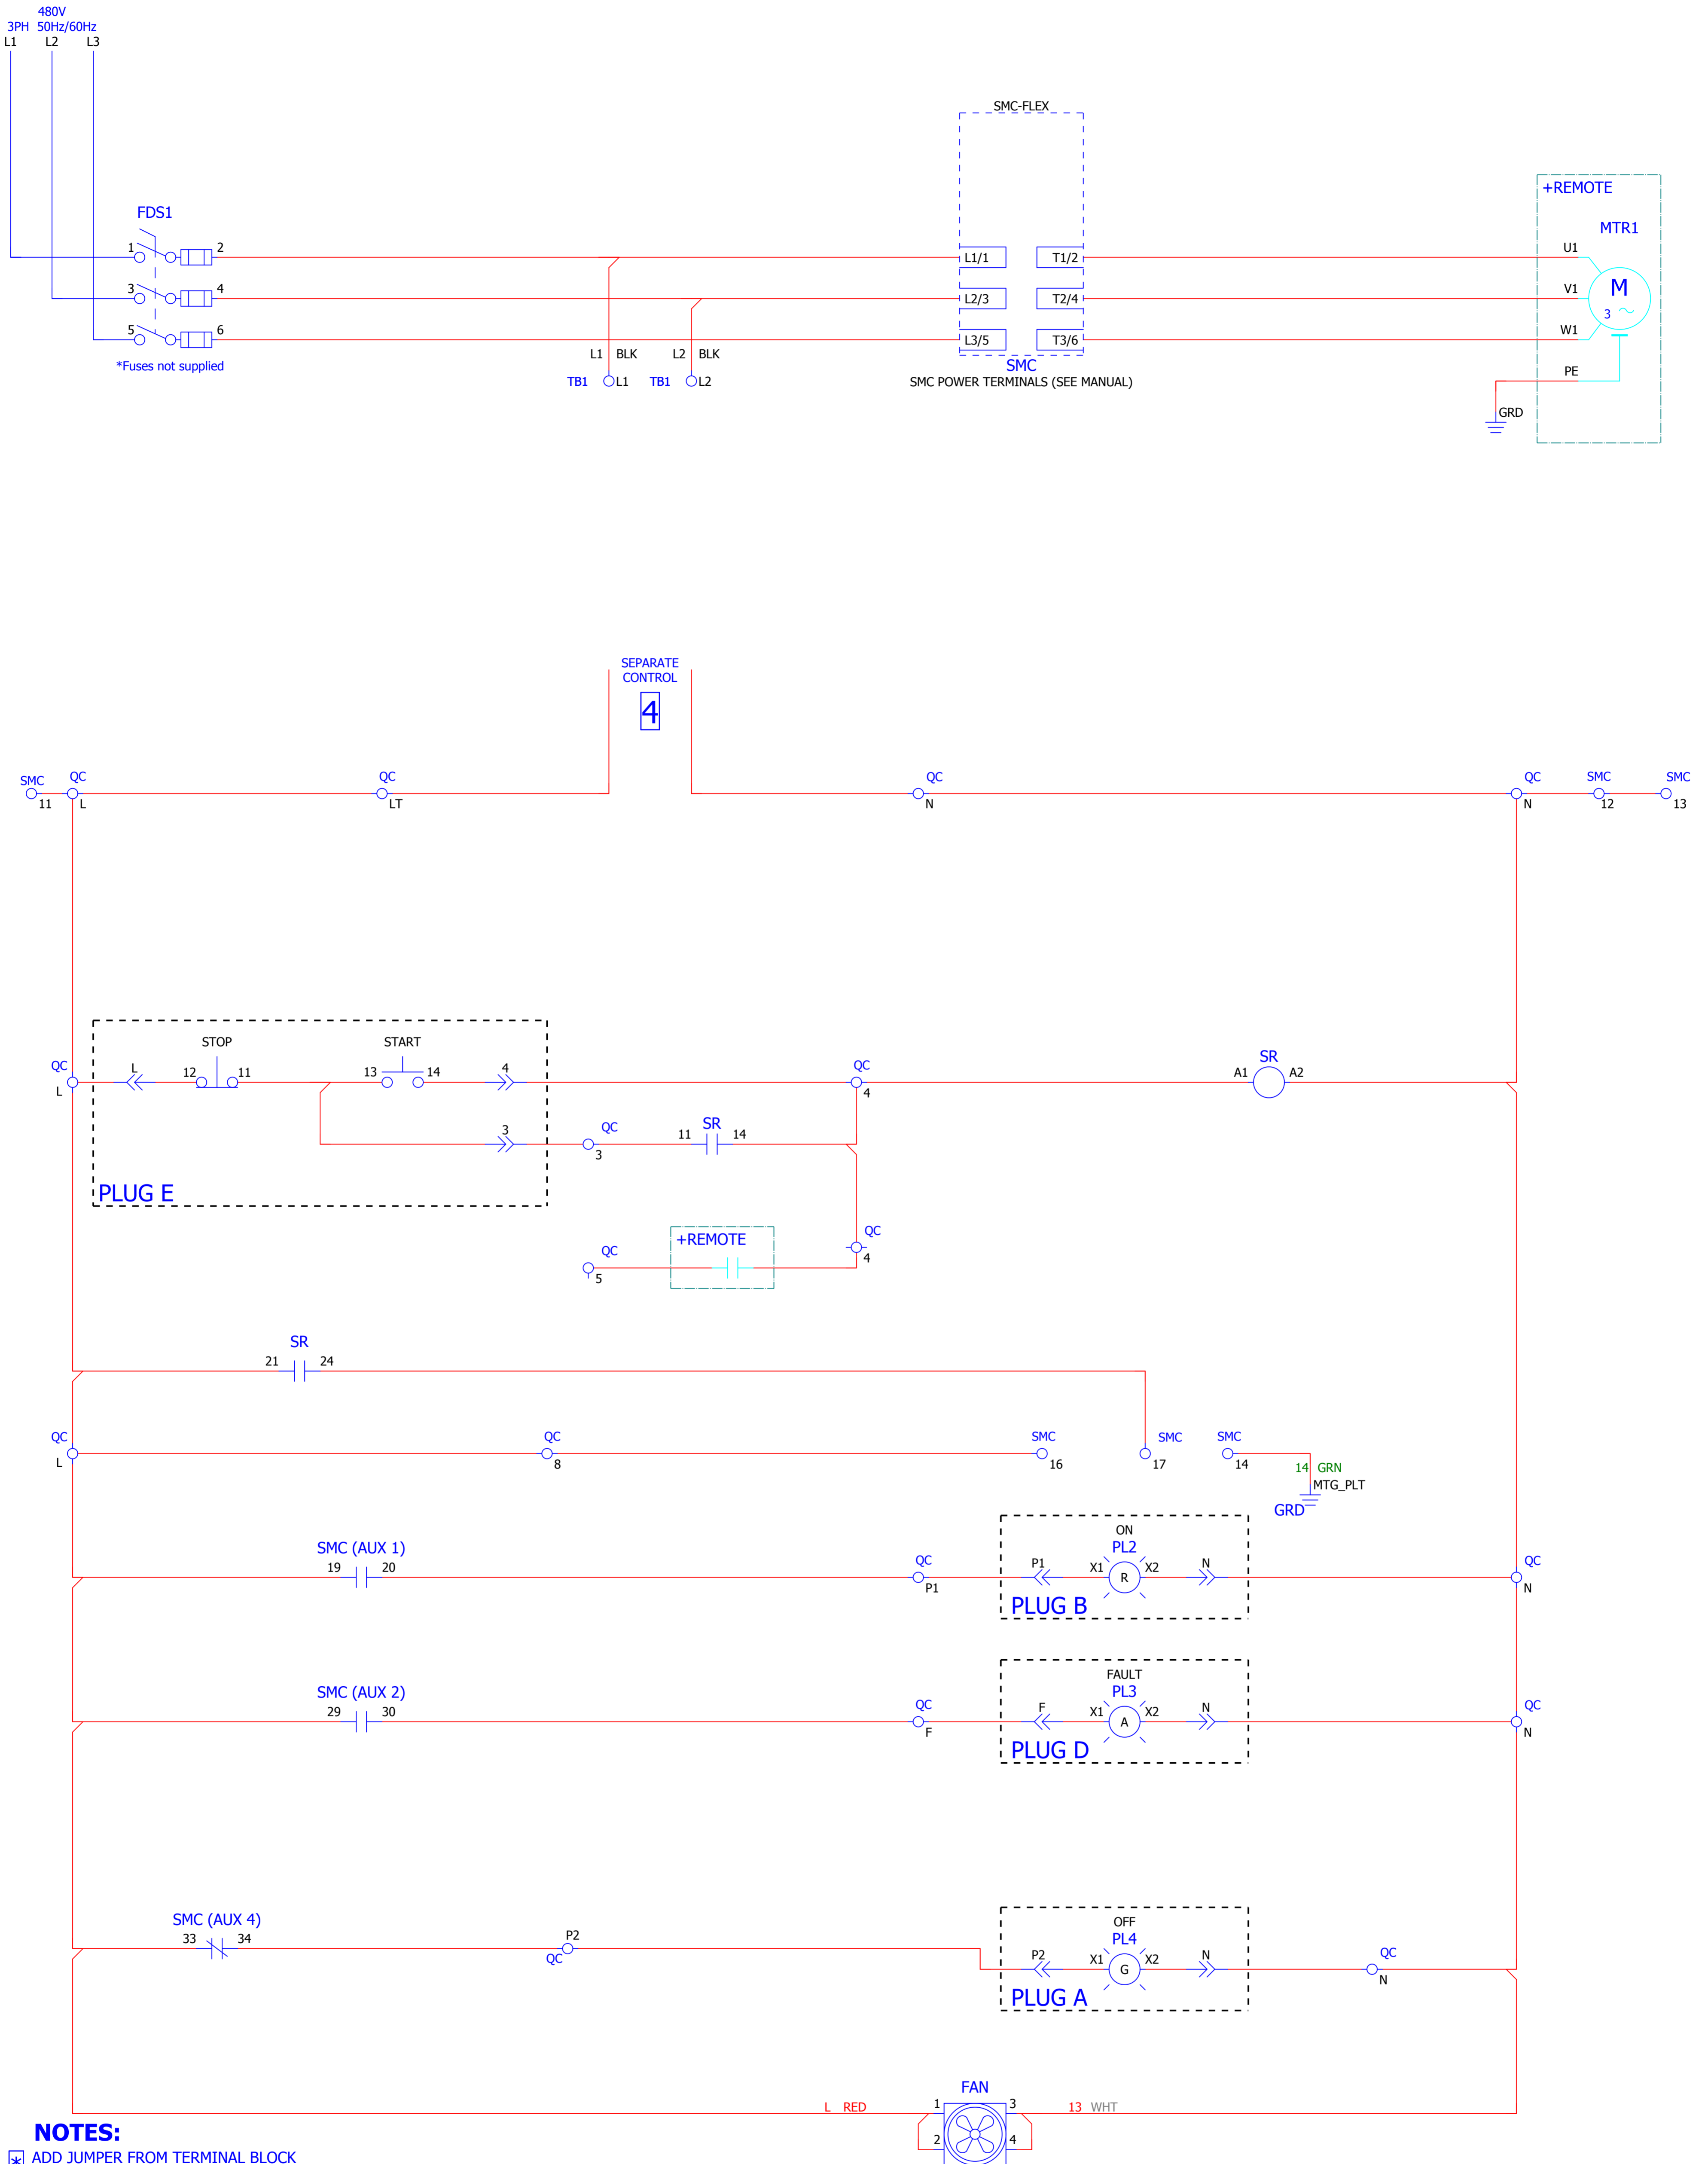 480V
3PH 50Hz/60Hz
L1 L2 L3
SMC-FLEX
+REMOTE
MTR1
FDS1
1 2
3 4
5 6
*Fuses not supplied
L1/1 T1/2
L2/3 T2/4
L3/5 T3/6
U1
V1
W1
PE
M
3
L1 BLK L2 BLK
TB1 L1 TB1 L2
SMC
SMC POWER TERMINALS (SEE MANUAL)
GRD
SEPARATE
CONTROL
4
SMC QC QC QC QC SMC SMC
11 L LT N N 12 13
STOP START
QC L 12 11 13 14 4 QC A1 SR A2
L 4
3 QC 11 SR 14
3
PLUG E
QC +REMOTE QC
5 4
SR
21 24
QC QC SMC SMC SMC
L 8 16 17 14
14 GRN
MTG_PLT
GRD
ON
SMC (AUX 1) QC PL2 QC
19 20 P1 P1 X1 R X2 N N
PLUG B
FAULT
SMC (AUX 2) QC PL3 QC
29 30 F F X1 A X2 N N
PLUG D
OFF
SMC (AUX 4) P2 PL4 QC
33 34 QC P2 X1 G X2 N N
PLUG A
FAN
L RED 1 3 13 WHT
2 4
NOTES:
* ADD JUMPER FROM TERMINAL BLOCK